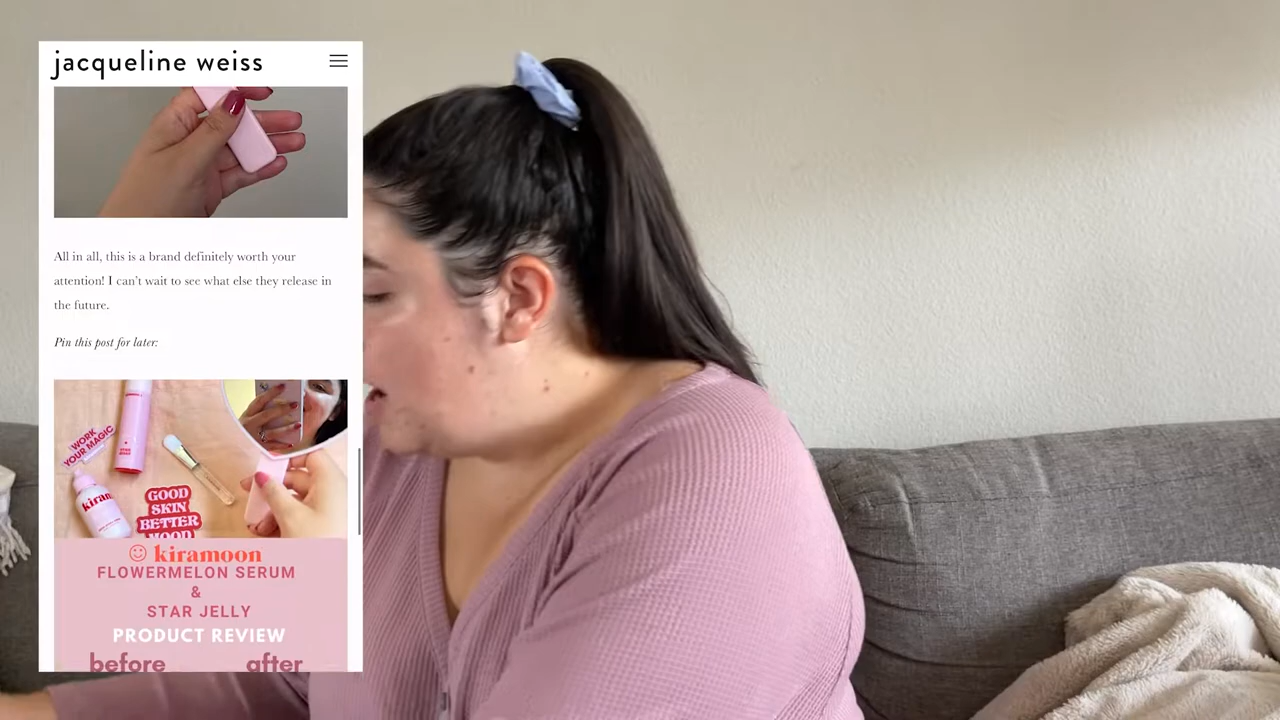 jacqueline weiss
All in all, this is a brand definitely worth your
attention! I can't wait to see what else they release in
the future.
Pin this post for later:
WORK
YOUR MAGIC
GOOD
SKIN
BETTER
MOOD
kiramoon
FLOWERMELON SERUM
&
STAR JELLY
PRODUCT REVIEW
before after